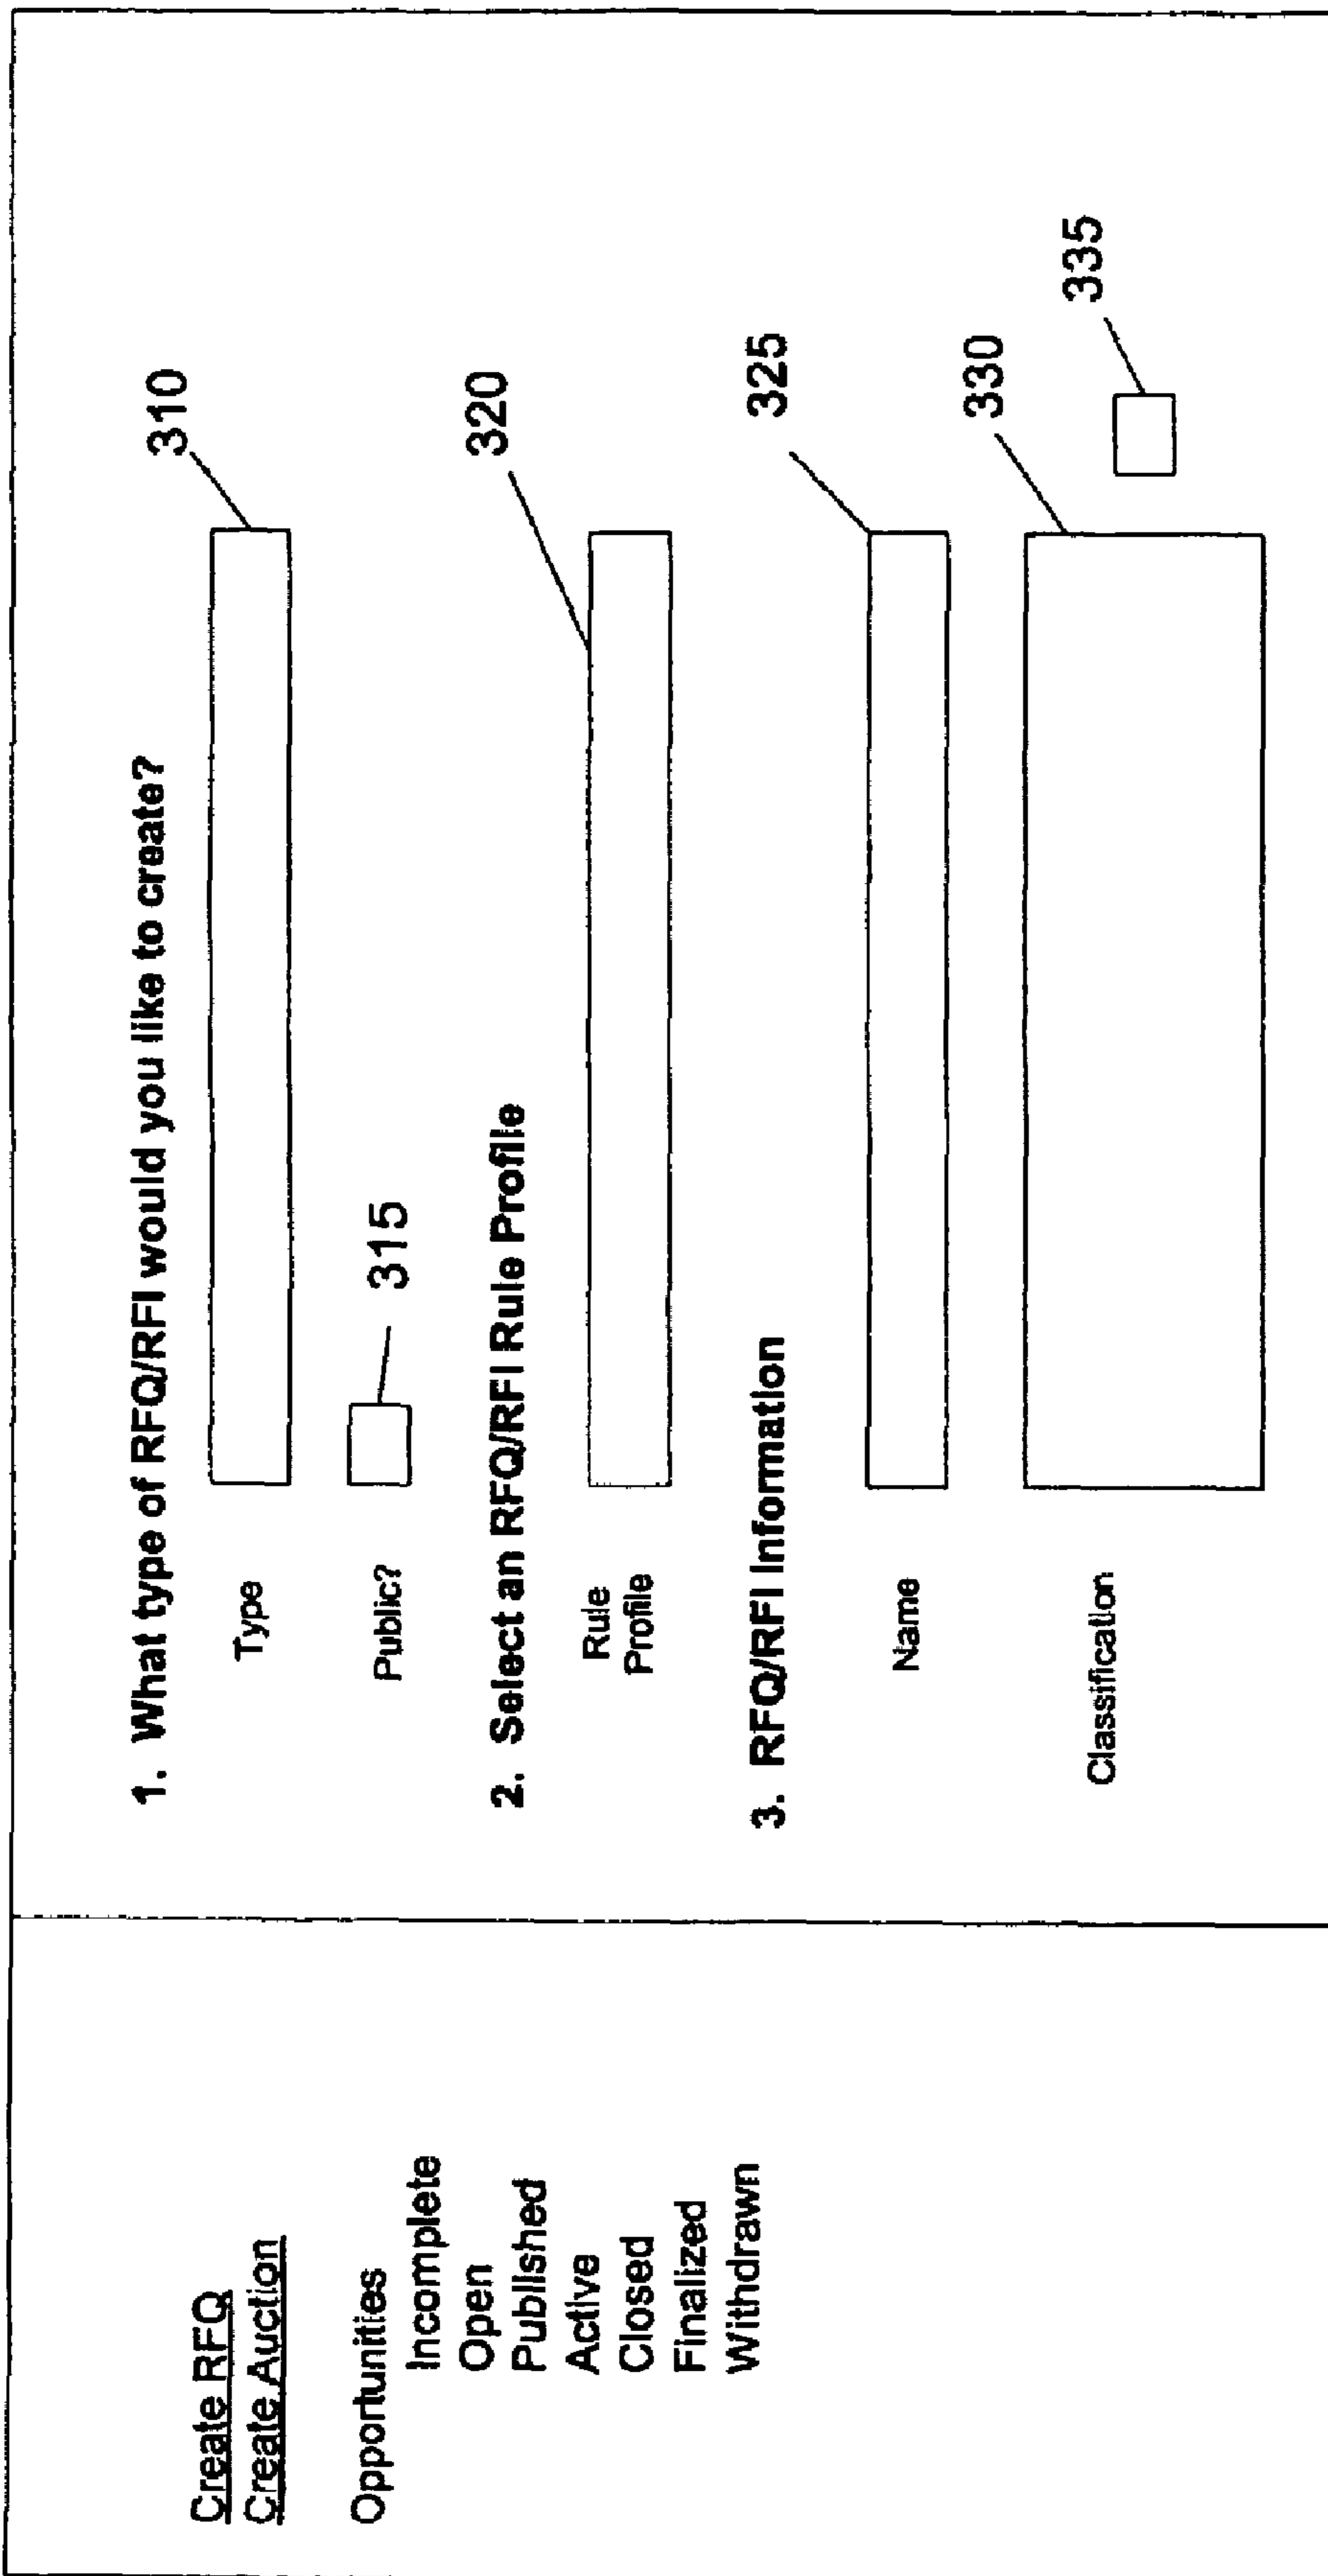 Create RFQ
Create Auction
Opportunities
Incomplete
Open
Published
Active
Closed
Finalized
Withdrawn
1. What type of RFQ/RFI would you like to create?
Type
310
Public?
315
2. Select an RFQ/RFI Rule Profile
320
Rule
Profile
3. RFQ/RFI Information
325
Name
330
Classification
335